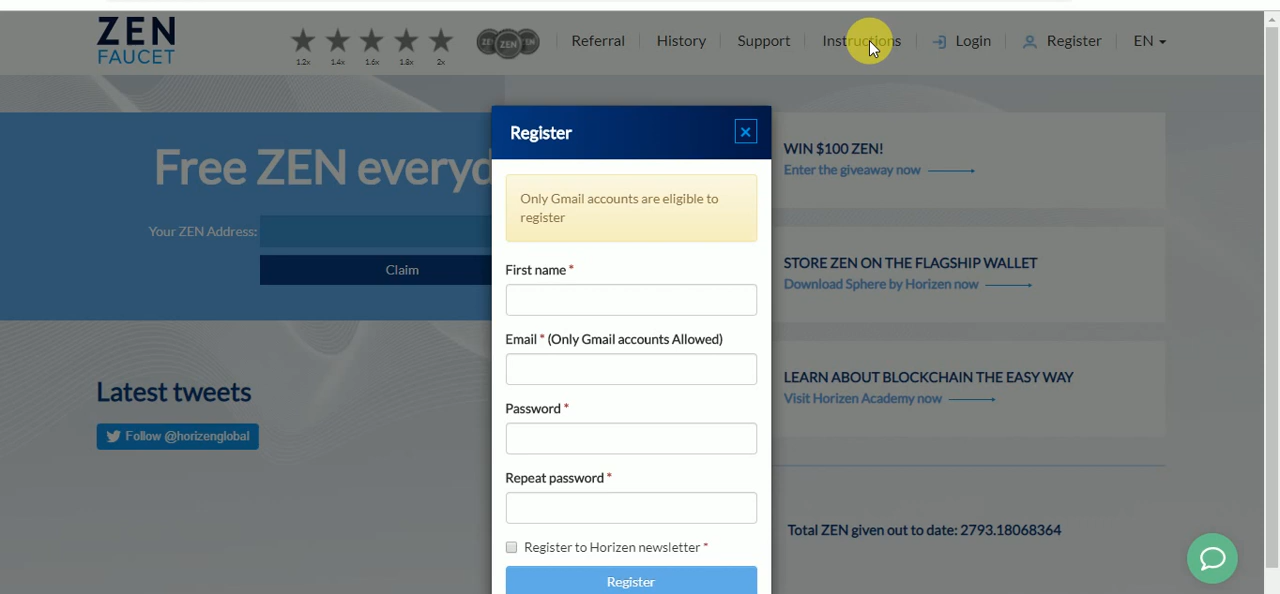 ZEN
FAUCET
1.2x 1.4x 1.6x 1.8x 2x
ZEN
Referral
History
Support
Instructions
Login
Register
EN
Register
Only Gmail accounts are eligible to
register
First name *
Email * (Only Gmail accounts Allowed)
Password *
Repeat password *
Register to Horizen newsletter *
Register
Free ZEN everyd
Your ZEN Address:
Claim
Latest tweets
Follow @horizenglobal
WIN $100 ZEN!
Enter the giveaway now
STORE ZEN ON THE FLAGSHIP WALLET
Download Sphere by Horizen now
LEARN ABOUT BLOCKCHAIN THE EASY WAY
Visit Horizen Academy now
Total ZEN given out to date: 2793.18068364